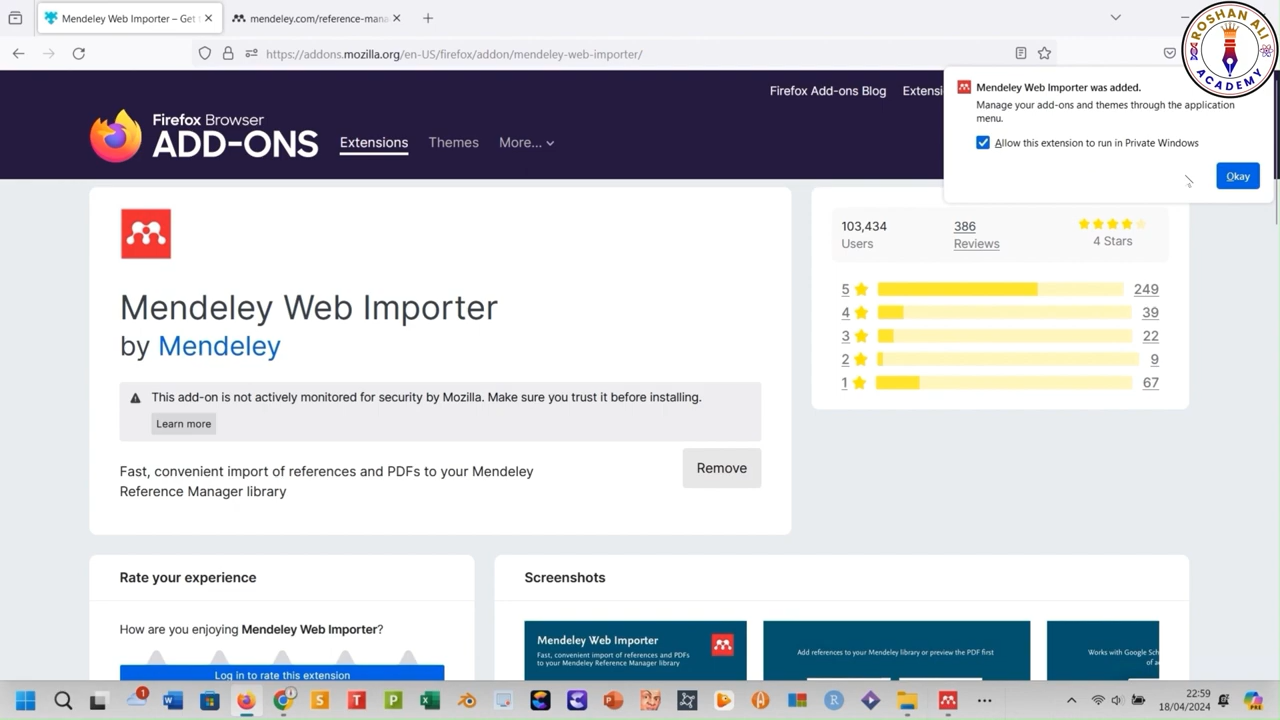 Mendeley Web Importer – Get t
mendeley.com/reference-mana
https://addons.mozilla.org/en-US/firefox/addon/mendeley-web-importer/
ROSHAN ALI
ACADEMY
Mendeley Web Importer was added.
Manage your add-ons and themes through the application
menu.
Allow this extension to run in Private Windows
Okay
Firefox Add-ons Blog
Extensi
Firefox Browser
ADD-ONS
Extensions
Themes
More...
103,434
Users
386
Reviews
4 Stars
5 249
4 39
3 22
2 9
1 67
Mendeley Web Importer
by Mendeley
This add-on is not actively monitored for security by Mozilla. Make sure you trust it before installing.
Learn more
Fast, convenient import of references and PDFs to your Mendeley
Reference Manager library
Remove
Rate your experience
How are you enjoying Mendeley Web Importer?
Log in to rate this extension
Screenshots
Mendeley Web Importer
Fast, convenient import of references and PDFs
to your Mendeley Reference Manager library
Add references to your Mendeley library or preview the PDF first
Works with Google Sch
of a
22:59
18/04/2024